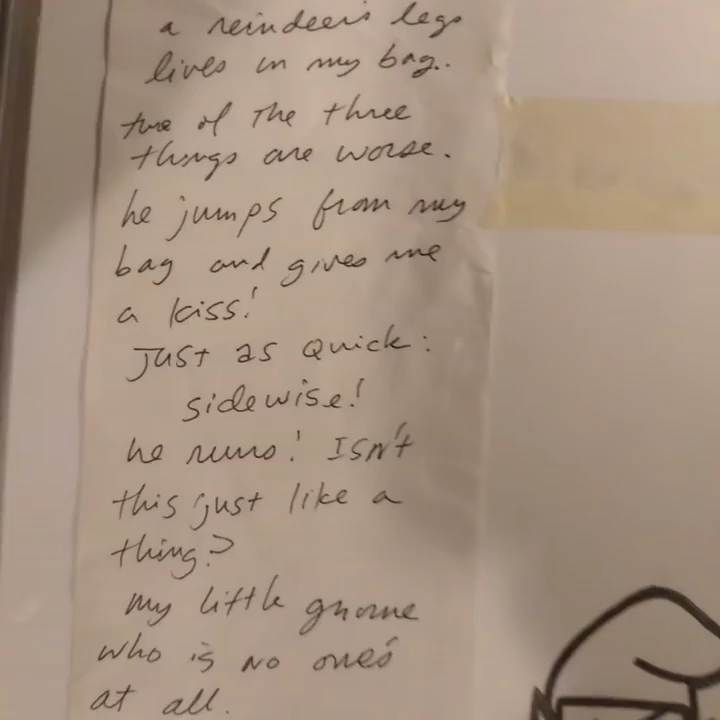 a reindeer's legs
lives in my bag..
two of the three
things are worse.
he jumps from my
bag and gives me
a kiss!
Just as quick:
sidewise!
he runs! Isn't
this just like a
thing?
my little gnome
who is no one's
at all.